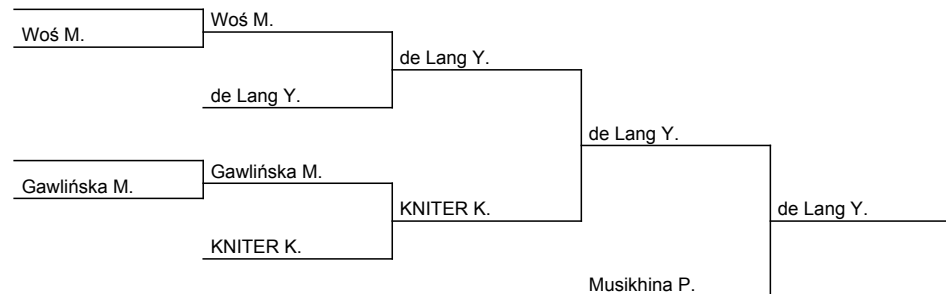 Woś M.
Woś M.
de Lang Y.
de Lang Y.
de Lang Y.
Gawlińska M.
Gawlińska M.
KNITER K.
de Lang Y.
KNITER K.
Musikhina P.